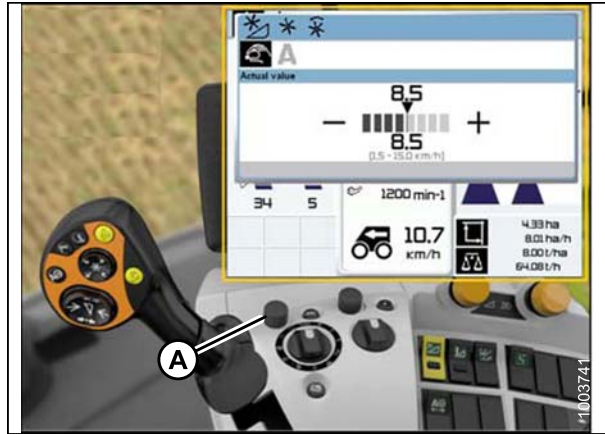 A
Actual value
8.5
8.5
[1.5 - 15.0 km/h]
34
5
1200 min-1
10.7
km/h
4.33 ha
8.01 ha/h
8.00 l/ha
64.08 l/h
A
1003741